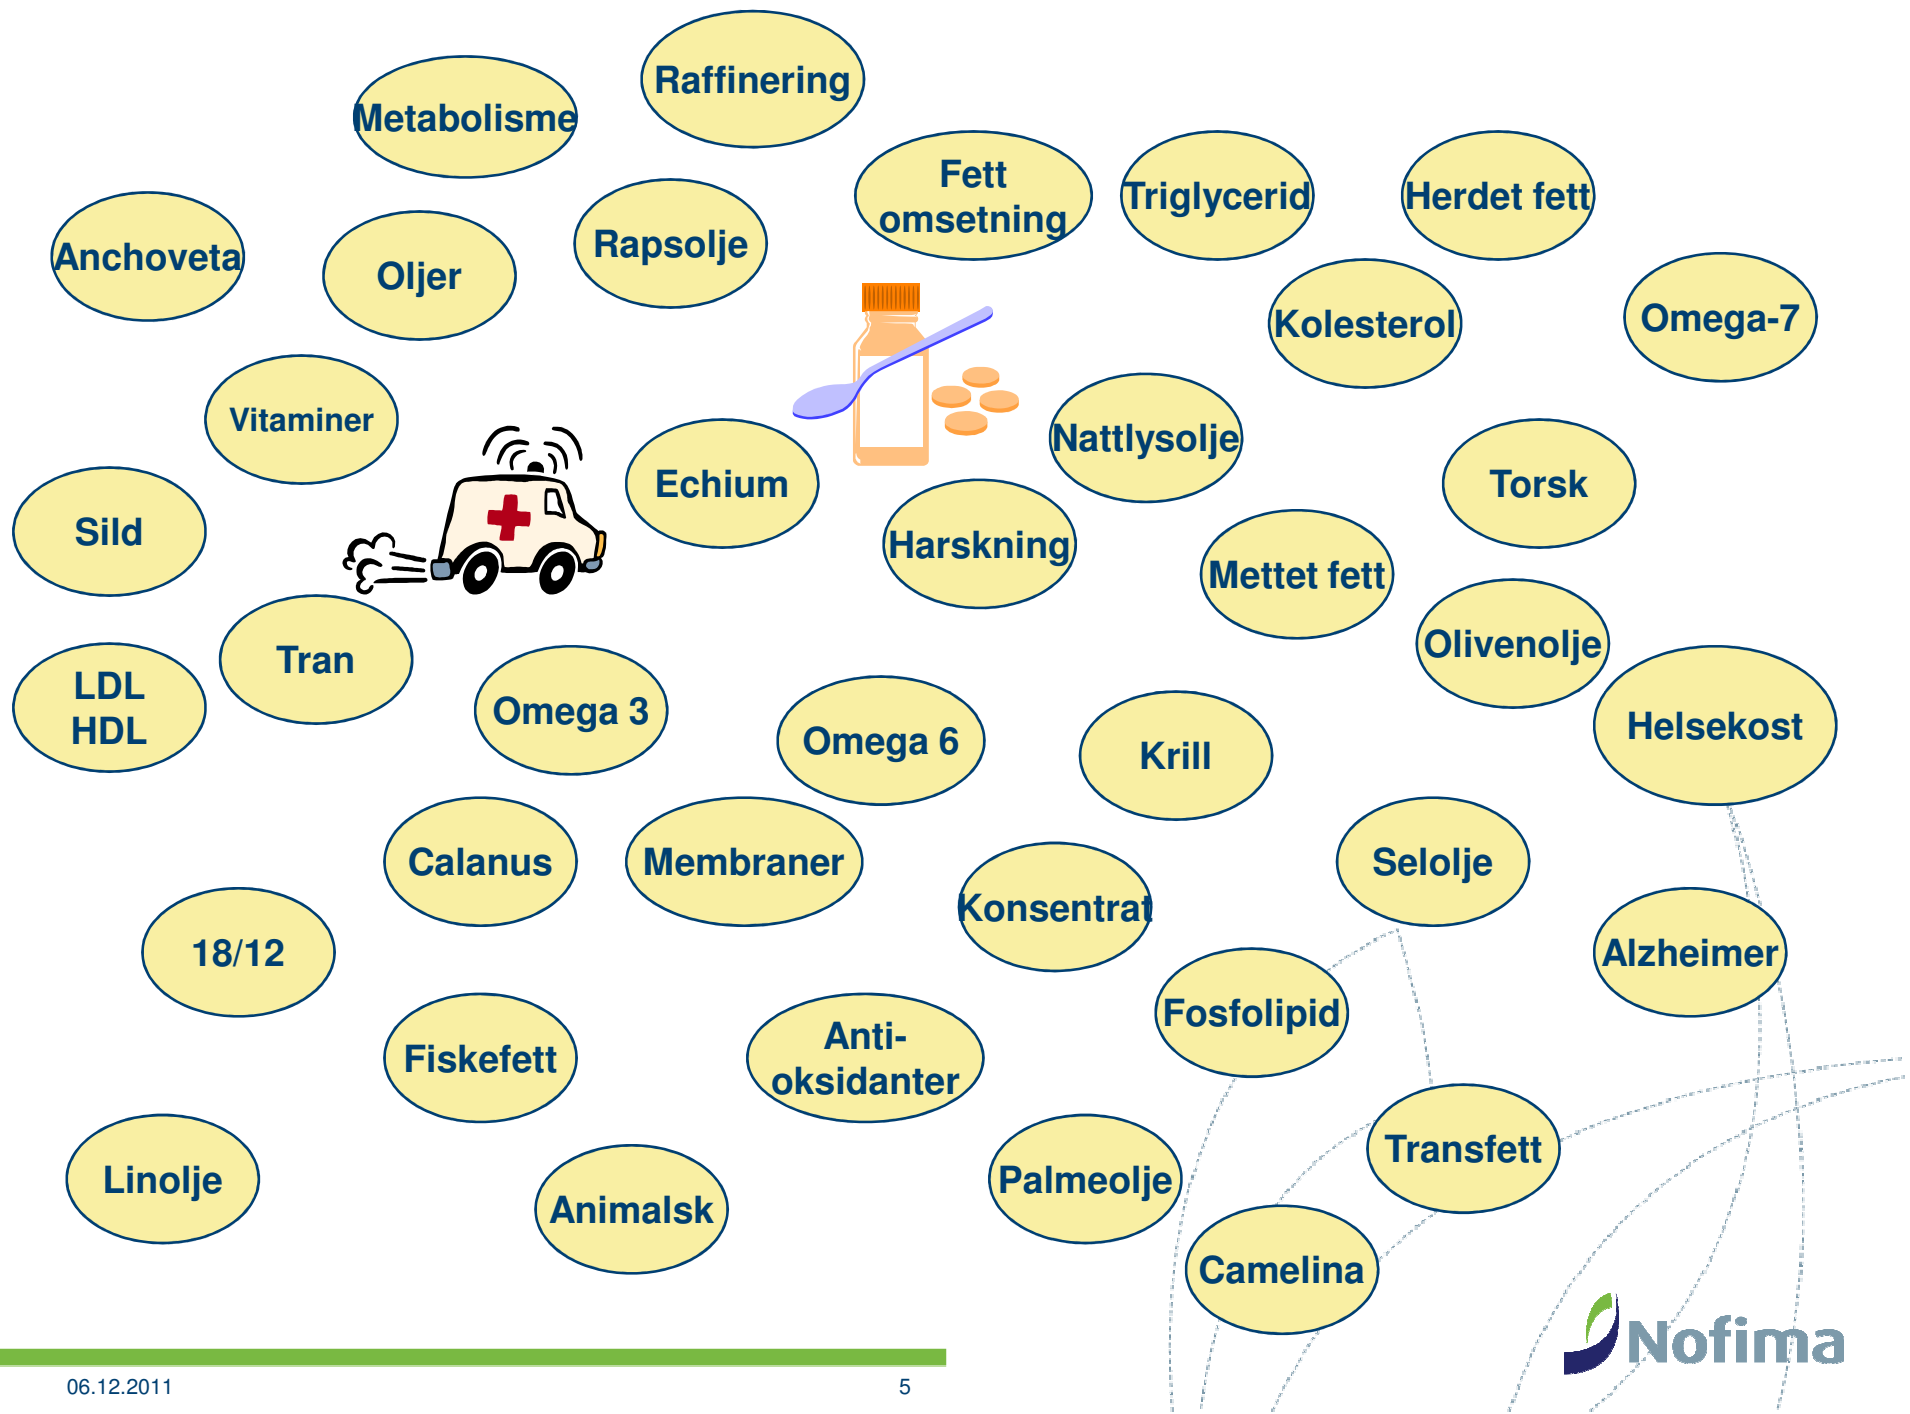 Raffinering
Metabolisme
Fett
omsetning
Triglycerid
Herdet fett
Anchoveta
Oljer
Rapsolje
Kolesterol
Omega-7
Vitaminer
Nattlysolje
Echium
Torsk
Sild
Harskning
Mettet fett
Olivenolje
Tran
LDL
HDL
Omega 3
Omega 6
Krill
Helsekost
Calanus
Membraner
Selolje
Konsentrat
18/12
Alzheimer
Fosfolipid
Fiskefett
Anti-
oksidanter
Transfett
Linolje
Palmeolje
Animalsk
Camelina
Nofima
06.12.2011
5